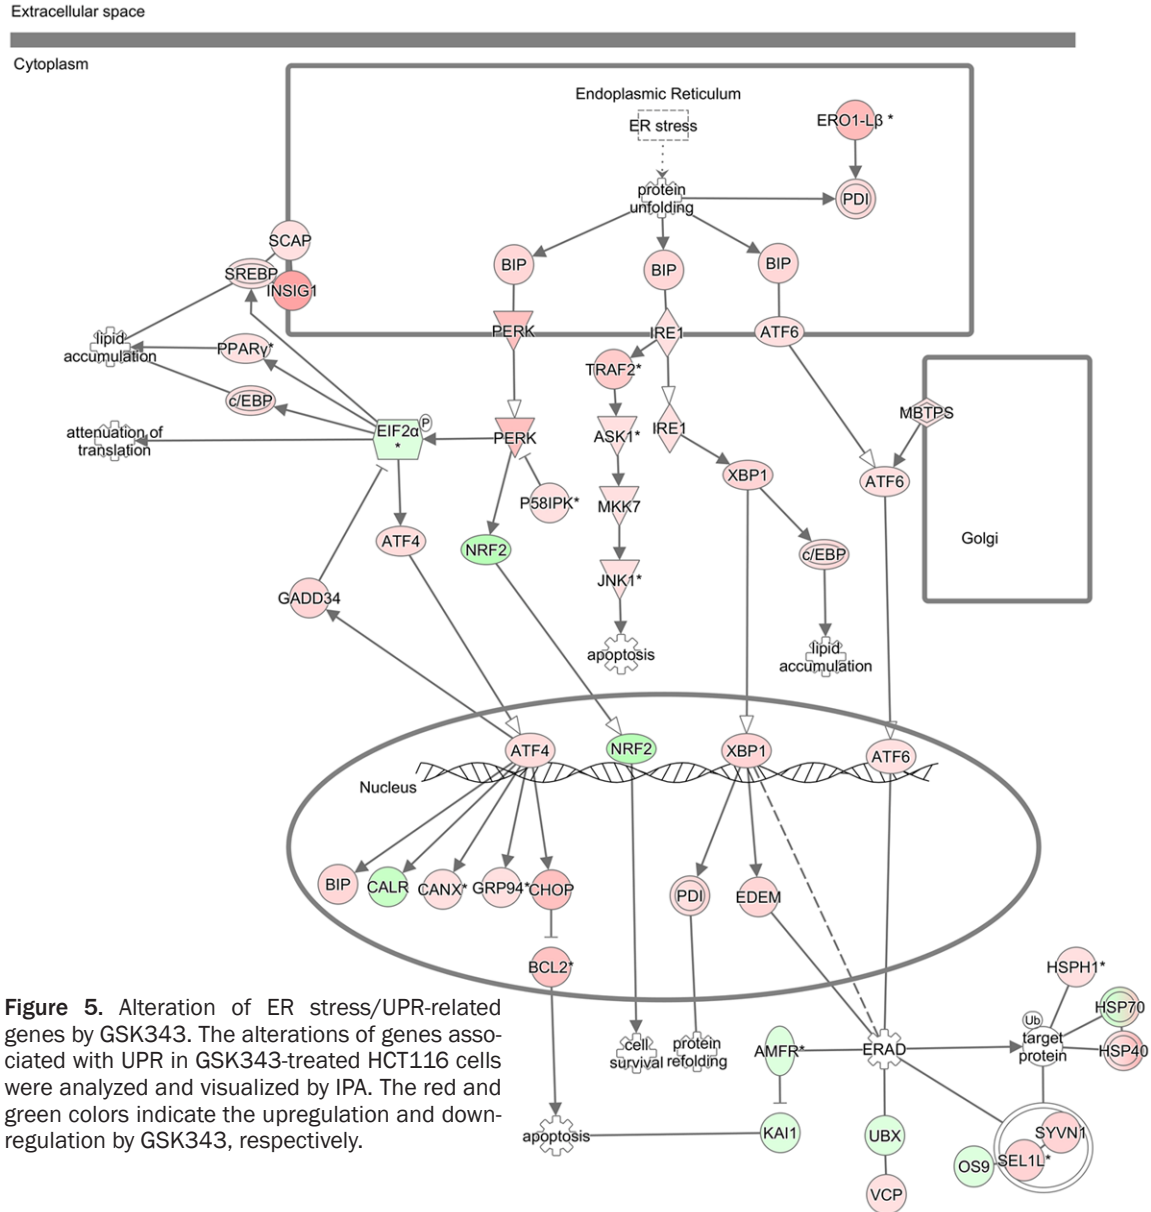 Extracellular space
Cytoplasm
Endoplasmic Reticulum
ER stress
ERO1-Lβ *
protein
unfolding
PDI
SCAP
SREBP
INSIG1
BIP
BIP
BIP
PERK
IRE1
ATF6
lipid
accumulation
PPARγ*
c/EBP
TRAF2*
MBTPS
attenuation of
translation
EIF2α
*
P
PERK
ASK1*
IRE1
XBP1
ATF6
P58IPK*
MKK7
ATF4
NRF2
c/EBP
Golgi
GADD34
JNK1*
apoptosis
lipid
accumulation
ATF4
NRF2
XBP1
ATF6
Nucleus
BIP
CALR
CANX*
GRP94*
CHOP
PDI
EDEM
BCL2*
HSPH1*
HSP70
Ub
target
protein
HSP40
cell
survival
protein
refolding
AMFR*
ERAD
apoptosis
KAI1
UBX
SYVN1
SEL1L*
OS9
VCP
Figure 5. Alteration of ER stress/UPR-related
genes by GSK343. The alterations of genes asso-
ciated with UPR in GSK343-treated HCT116 cells
were analyzed and visualized by IPA. The red and
green colors indicate the upregulation and down-
regulation by GSK343, respectively.